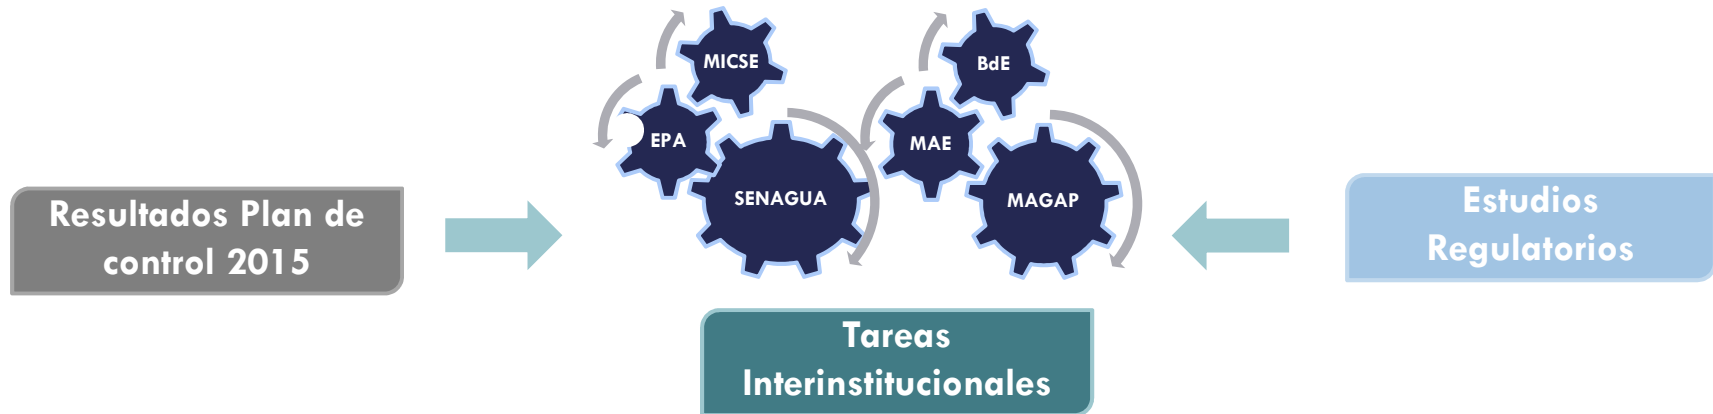 MICSE
BdE
EPA
MAE
SENAGUA
MAGAP
Resultados Plan de
control 2015
Estudios
Regulatorios
Tareas
Interinstitucionales